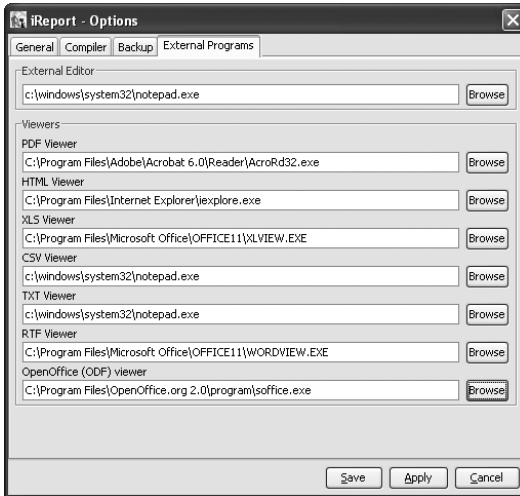 iReport - Options
General Compiler Backup External Programs
External Editor
c:\windows\system32\notepad.exe Browse
Viewers
PDF Viewer
C:\Program Files\Adobe\Acrobat 6.0\Reader\AcroRd32.exe Browse
HTML Viewer
C:\Program Files\Internet Explorer\iexplore.exe Browse
XLS Viewer
C:\Program Files\Microsoft Office\OFFICE11\XLVIEW.EXE Browse
CSV Viewer
c:\windows\system32\notepad.exe Browse
TXT Viewer
c:\windows\system32\notepad.exe Browse
RTF Viewer
C:\Program Files\Microsoft Office\OFFICE11\WORDVIEW.EXE Browse
OpenOffice (ODF) viewer
C:\Program Files\OpenOffice.org 2.0\program\soffice.exe Browse
Save Apply Cancel